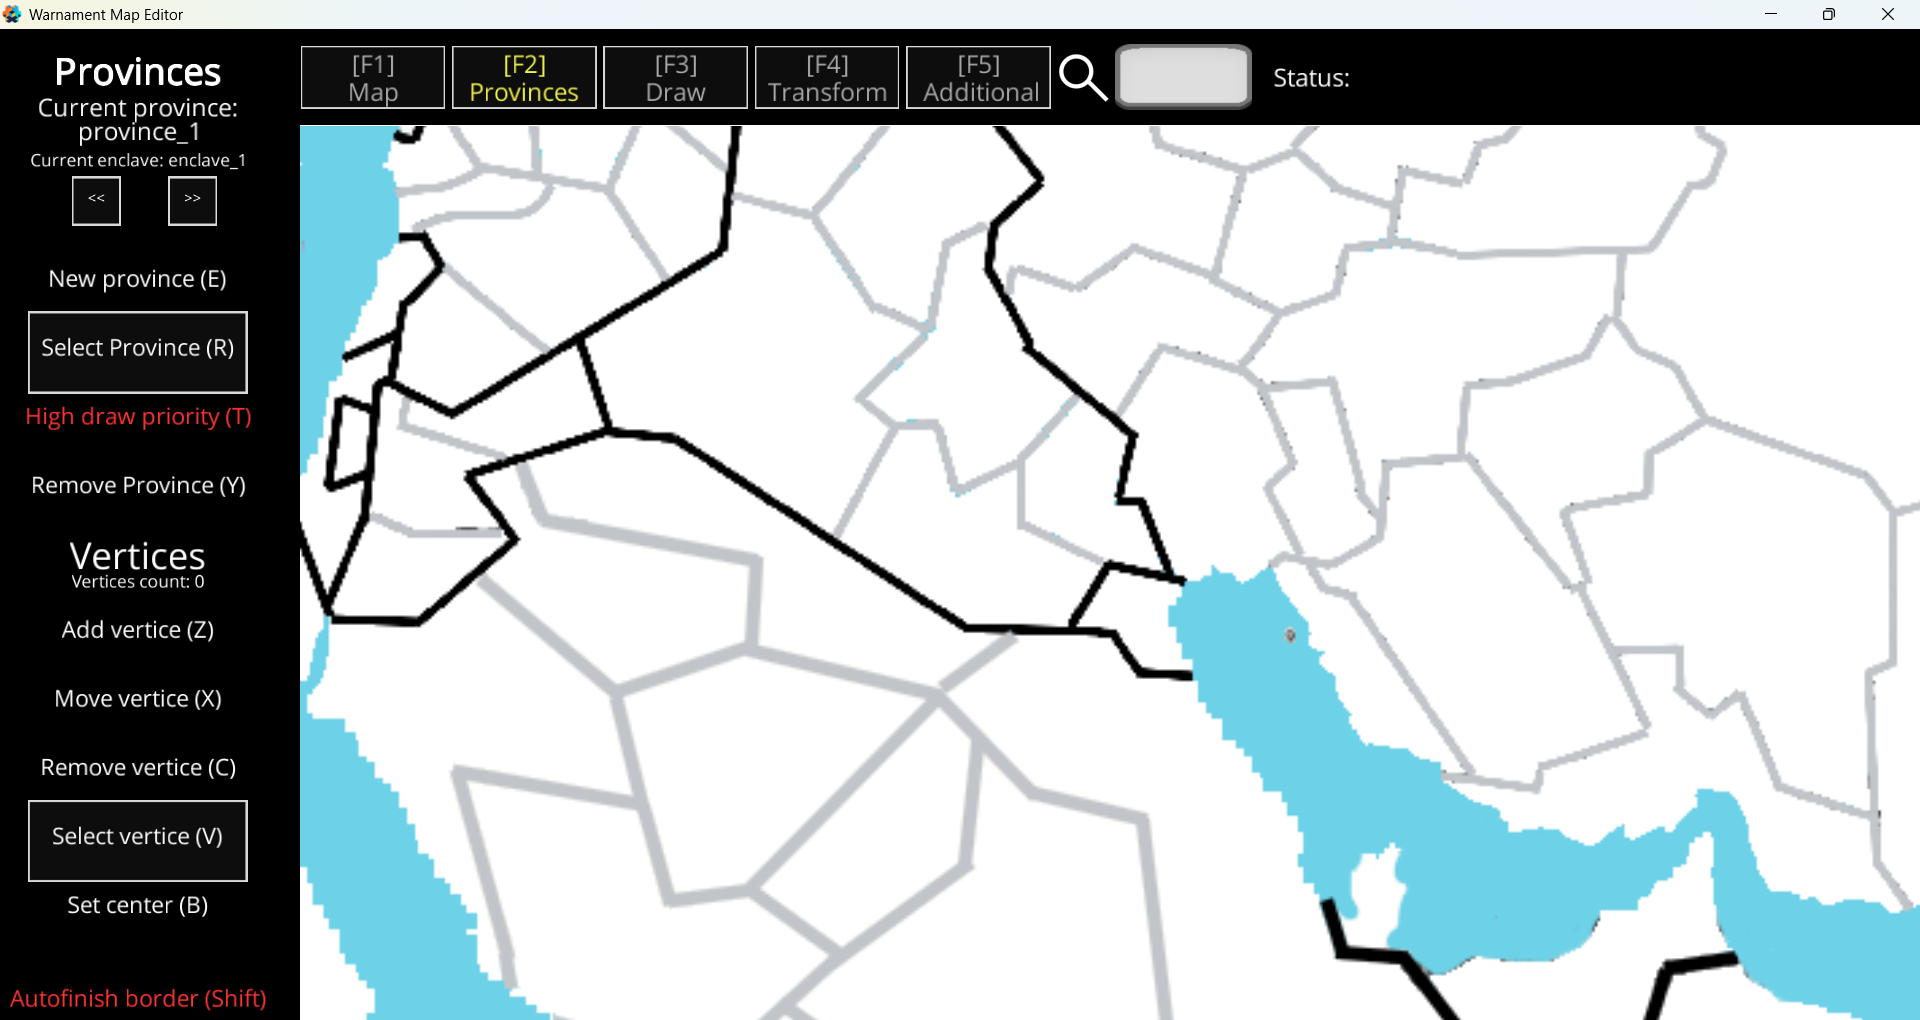 Warnament Map Editor
Provinces
Current province:
province_1
Current enclave: enclave_1
<<
>>
New province (E)
Select Province (R)
High draw priority (T)
Remove Province (Y)
Vertices
Vertices count: 0
Add vertice (Z)
Move vertice (X)
Remove vertice (C)
Select vertice (V)
Set center (B)
Autofinish border (Shift)
[F1]
Map
[F2]
Provinces
[F3]
Draw
[F4]
Transform
[F5]
Additional
Status: